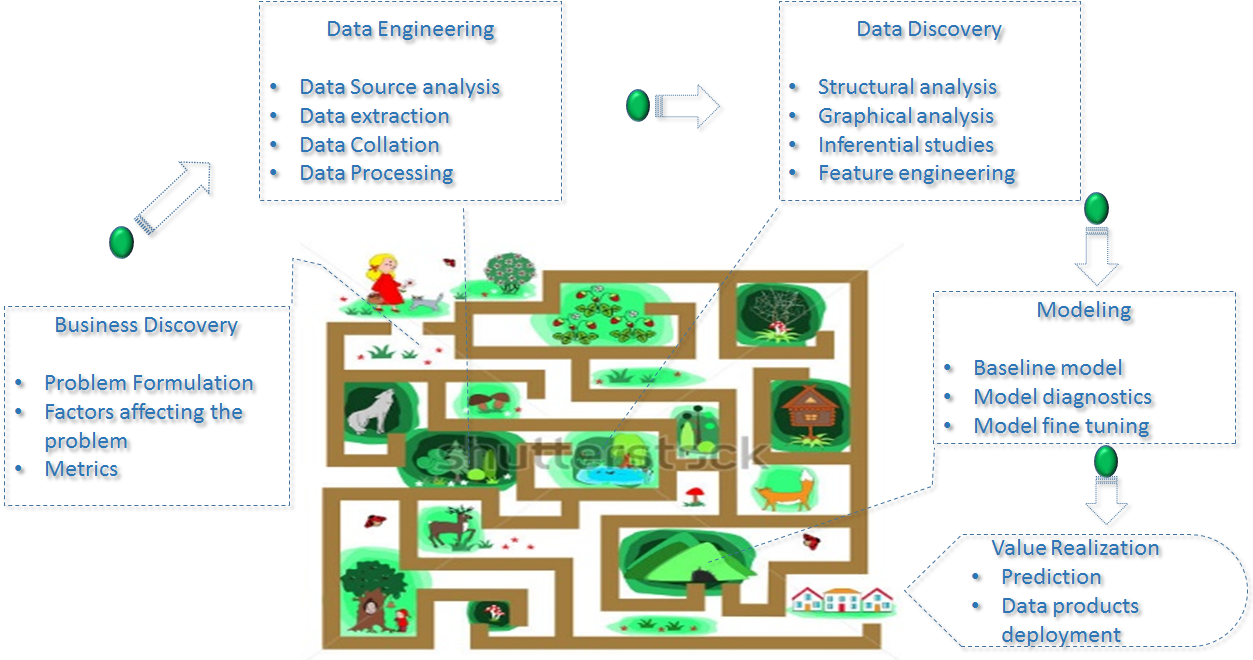 Data Engineering
• Data Source analysis
• Data extraction
• Data Collation
• Data Processing
Data Discovery
• Structural analysis
• Graphical analysis
• Inferential studies
• Feature engineering
Business Discovery
• Problem Formulation
• Factors affecting the
problem
• Metrics
Modeling
• Baseline model
• Model diagnostics
• Model fine tuning
Value Realization
• Prediction
• Data products
deployment
shutterstock